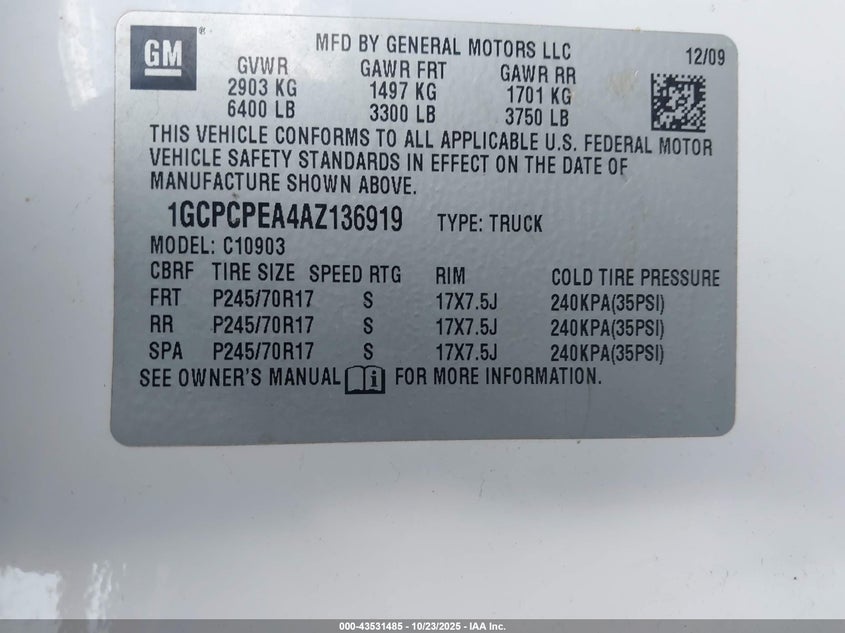 GM ® MFD BY GENERAL MOTORS LLC 12/09
GVWR GAWR FRT GAWR RR
2903 KG 1497 KG 1701 KG
6400 LB 3300 LB 3750 LB
THIS VEHICLE CONFORMS TO ALL APPLICABLE U.S. FEDERAL MOTOR
VEHICLE SAFETY STANDARDS IN EFFECT ON THE DATE OF
MANUFACTURE SHOWN ABOVE.
1GCPCPEA4AZ136919 TYPE: TRUCK
MODEL: C10903
CBRF TIRE SIZE SPEED RTG RIM COLD TIRE PRESSURE
FRT P245/70R17 S 17X7.5J 240KPA(35PSI)
RR P245/70R17 S 17X7.5J 240KPA(35PSI)
SPA P245/70R17 S 17X7.5J 240KPA(35PSI)
SEE OWNER'S MANUAL i FOR MORE INFORMATION.
000-43531485 - 10/23/2025 - IAA Inc.